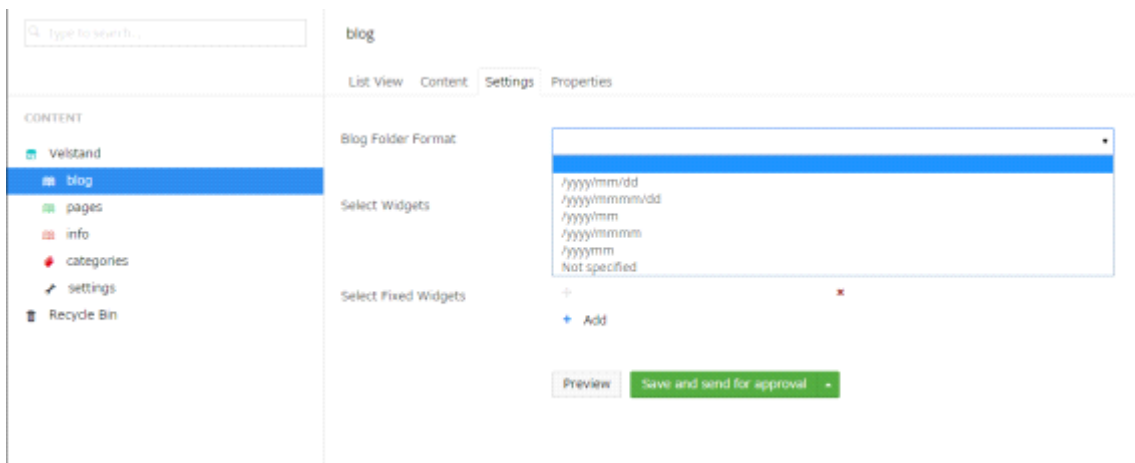 type to search...
blog
List View Content Settings Properties
CONTENT
Velstand
blog
pages
info
categories
settings
Recycle Bin
Blog Folder Format
/yyyy/mm/dd
/yyyy/mmmm/dd
/yyyy/mm
/yyyy/mmmm
/yyyymm
Not specified
Select Widgets
Select Fixed Widgets
+ Add
Preview Save and send for approval